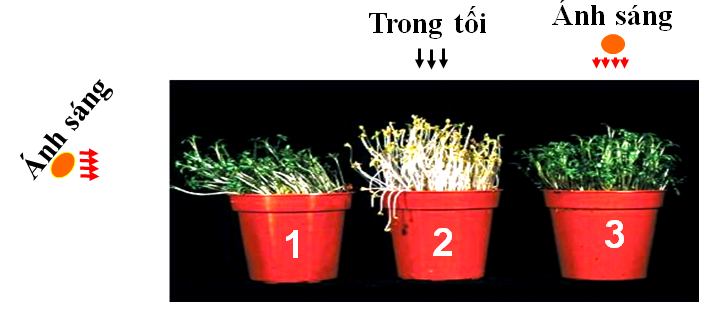 Trong tối
Ánh sáng
Ánh sáng
1
2
3